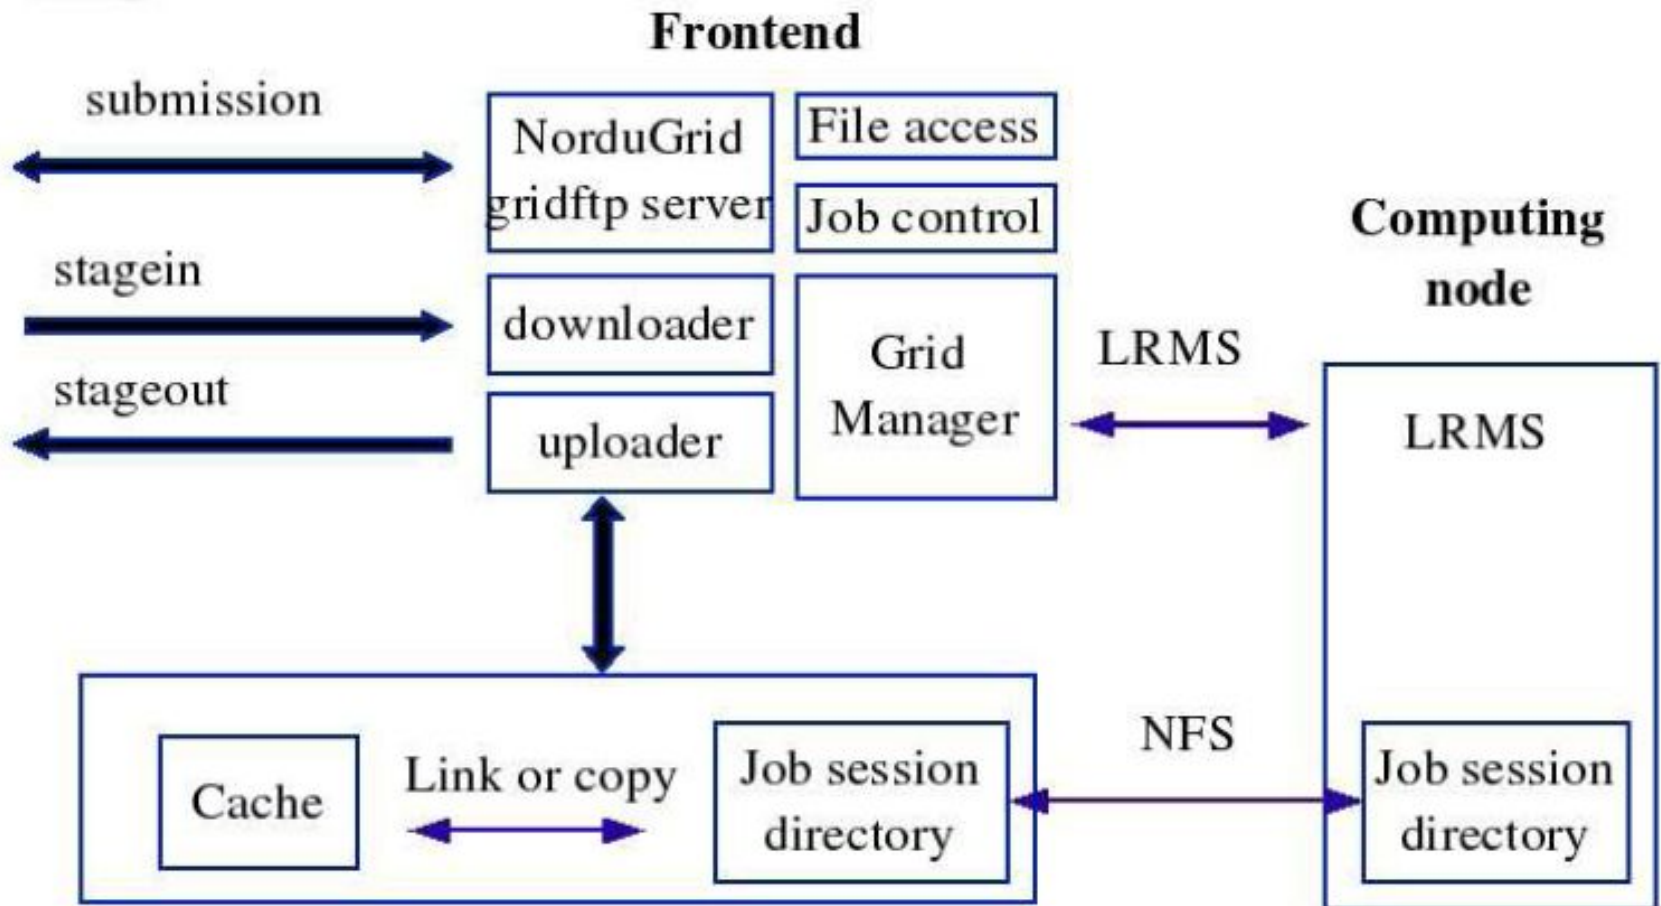 Frontend
submission
NorduGrid
gridftp server
File access
Job control
stagein
downloader
stageout
uploader
Grid
Manager
LRMS
Computing
node
LRMS
Cache
Link or copy
Job session
directory
NFS
Job session
directory